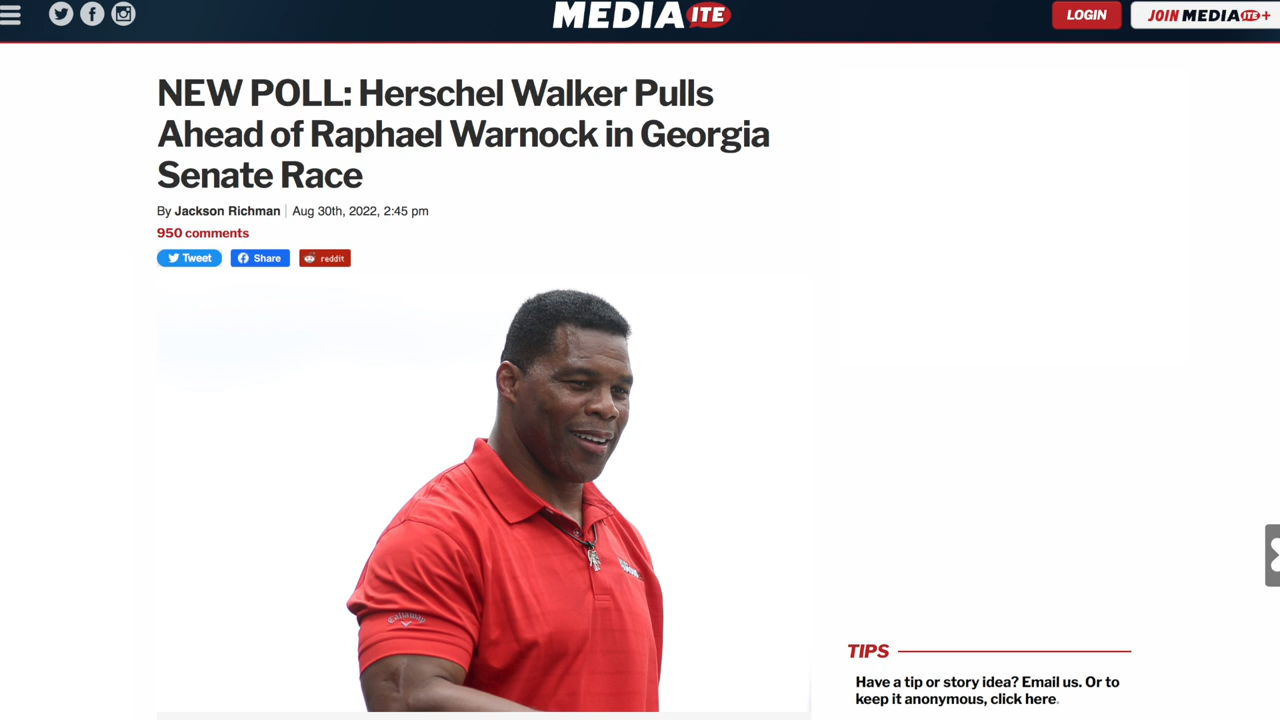 MEDIAITE
LOGIN
JOIN MEDIAITE+
NEW POLL: Herschel Walker Pulls
Ahead of Raphael Warnock in Georgia
Senate Race
By Jackson Richman | Aug 30th, 2022, 2:45 pm
950 comments
Tweet
Share
reddit
Callaway
TIPS
Have a tip or story idea? Email us. Or to
keep it anonymous, click here.